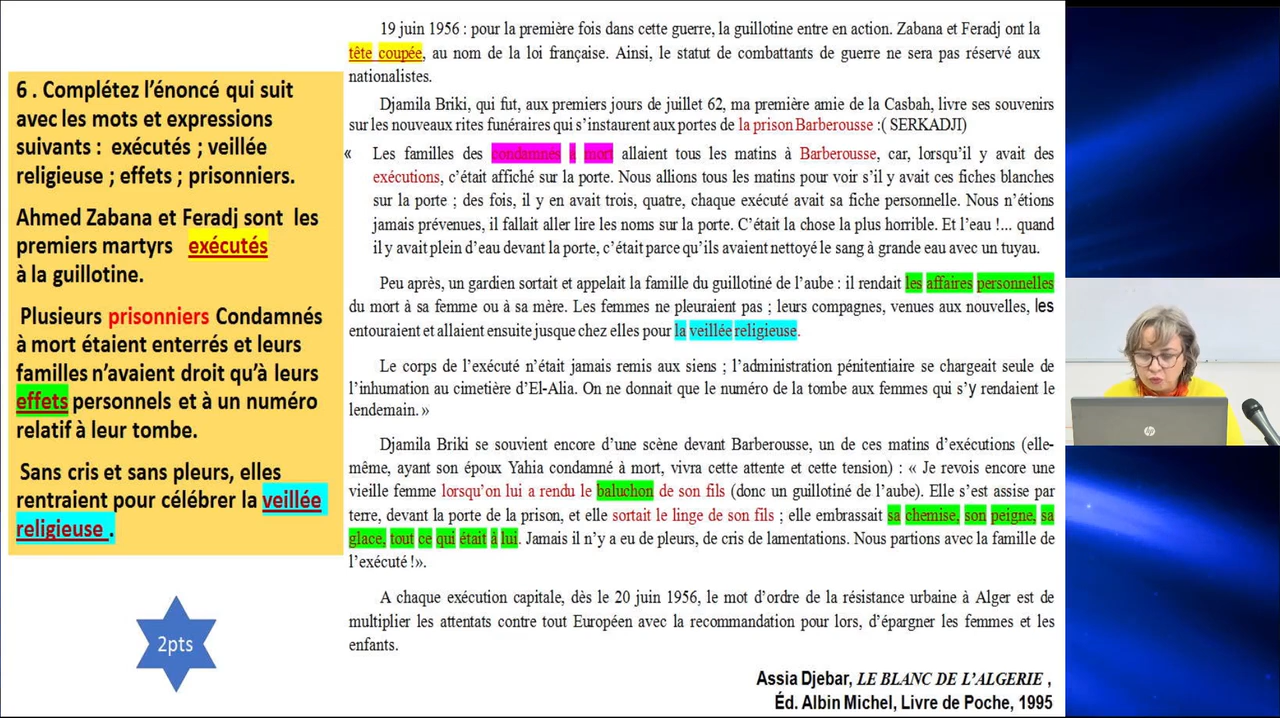 6 . Complétez l’énoncé qui suit
avec les mots et expressions
suivants : exécutés ; veillée
religieuse ; effets ; prisonniers.
Ahmed Zabana et Feradj sont les
premiers martyrs exécutés
à la guillotine.
Plusieurs prisonniers Condamnés
à mort étaient enterrés et leurs
familles n’avaient droit qu’à leurs
effets personnels et à un numéro
relatif à leur tombe.
Sans cris et sans pleurs, elles
rentraient pour célébrer la veillée
religieuse .
2pts
19 juin 1956 : pour la première fois dans cette guerre, la guillotine entre en action. Zabana et Feradj ont la
tête coupée, au nom de la loi française. Ainsi, le statut de combattants de guerre ne sera pas réservé aux
nationalistes.
Djamila Briki, qui fut, aux premiers jours de juillet 62, ma première amie de la Casbah, livre ses souvenirs
sur les nouveaux rites funéraires qui s’instaurent aux portes de la prison Barberousse :( SERKADJI)
« Les familles des condamnés à mort allaient tous les matins à Barberousse, car, lorsqu’il y avait des
exécutions, c’était affiché sur la porte. Nous allions tous les matins pour voir s’il y avait ces fiches blanches
sur la porte ; des fois, il y en avait trois, quatre, chaque exécuté avait sa fiche personnelle. Nous n’étions
jamais prévenues, il fallait aller lire les noms sur la porte. C’était la chose la plus horrible. Et l’eau !... quand
il y avait plein d’eau devant la porte, c’était parce qu’ils avaient nettoyé le sang à grande eau avec un tuyau.
Peu après, un gardien sortait et appelait la famille du guillotiné de l’aube : il rendait les affaires personnelles
du mort à sa femme ou à sa mère. Les femmes ne pleuraient pas ; leurs compagnes, venues aux nouvelles, les
entouraient et allaient ensuite jusque chez elles pour la veillée religieuse.
Le corps de l’exécuté n’était jamais remis aux siens ; l’administration pénitentiaire se chargeait seule de
l’inhumation au cimetière d’El-Alia. On ne donnait que le numéro de la tombe aux femmes qui s’y rendaient le
lendemain. »
Djamila Briki se souvient encore d’une scène devant Barberousse, un de ces matins d’exécutions (elle-
même, ayant son époux Yahia condamné à mort, vivra cette attente et cette tension) : « Je revois encore une
vieille femme lorsqu’on lui a rendu le baluchon de son fils (donc un guillotiné de l’aube). Elle s’est assise par
terre, devant la porte de la prison, et elle sortait le linge de son fils ; elle embrassait sa chemise, son peigne, sa
glace, tout ce qui était à lui. Jamais il n’y a eu de pleurs, de cris de lamentations. Nous partions avec la famille de
l’exécuté !».
A chaque exécution capitale, dès le 20 juin 1956, le mot d’ordre de la résistance urbaine à Alger est de
multiplier les attentats contre tout Européen avec la recommandation pour lors, d’épargner les femmes et les
enfants.
Assia Djebar, LE BLANC DE L’ALGERIE ,
Éd. Albin Michel, Livre de Poche, 1995
hp